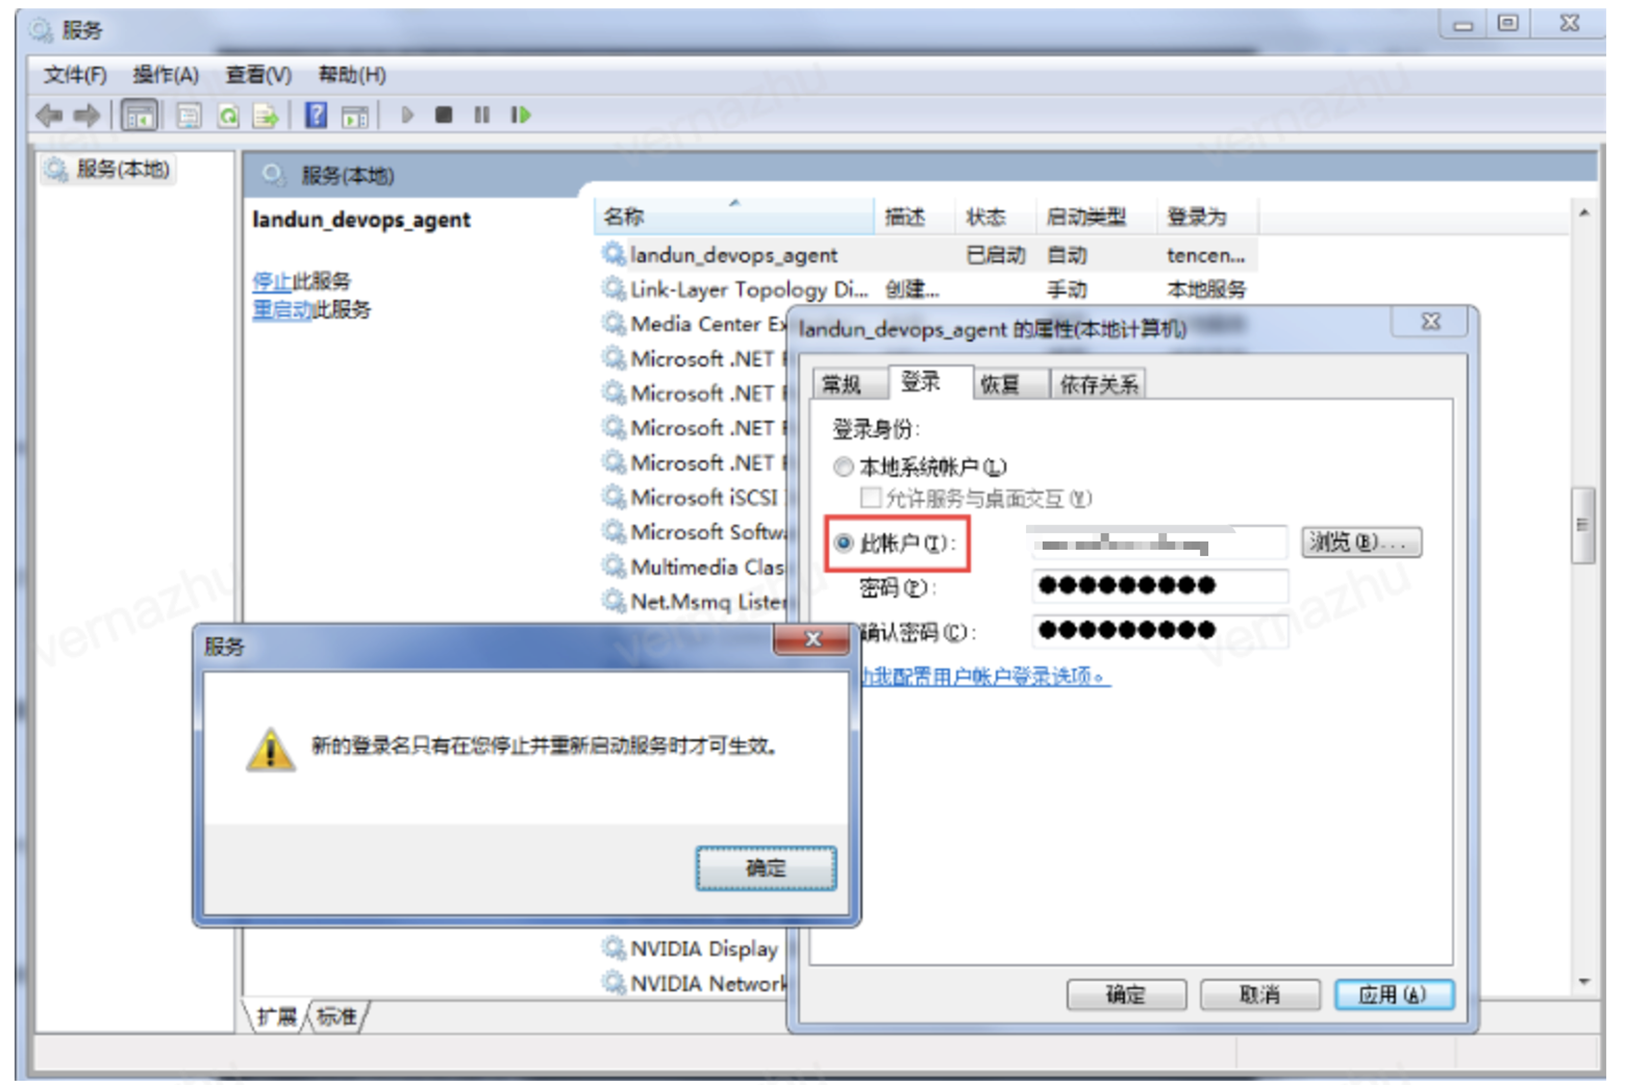 服务
文件(F) 操作(A) 查看(V) 帮助(H)
服务(本地)
服务(本地)
landun_devops_agent
停止此服务
重启动此服务
名称 描述 状态 启动类型 登录为
landun_devops_agent 已启动 自动 tencen...
Link-Layer Topology Di... 创建... 手动 本地服务
Media Center Ex
Microsoft .NET F
Microsoft .NET F
Microsoft .NET F
Microsoft .NET F
Microsoft iSCSI I
Microsoft Softwa
Multimedia Clas
Net.Msmq Listen
NVIDIA Display
NVIDIA Network
扩展 标准
landun_devops_agent 的属性(本地计算机)
常规 登录 恢复 依存关系
登录身份:
本地系统帐户(L)
允许服务与桌面交互(Y)
此帐户(T): 浏览(B)...
密码(P): ●●●●●●●●●
确认密码(C): ●●●●●●●●●
我配置用户帐户登录选项。
确定 取消 应用(A)
服务
新的登录名只有在您停止并重新启动服务时才可生效。
确定
vernazhu
vernazhu
vernazhu
vernazhu
vernazhu